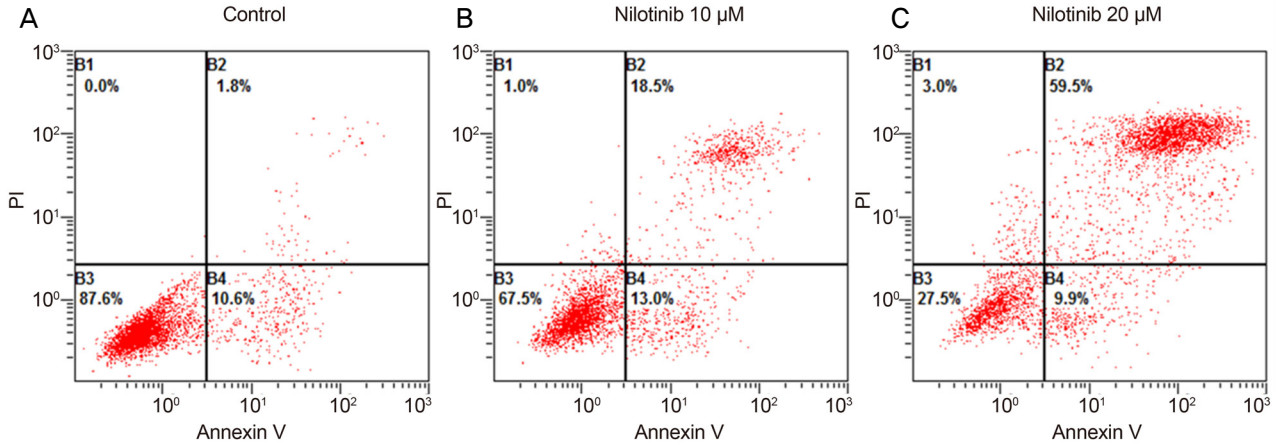 A
Control
PI
10³
10²
10¹
10⁰
B1
0.0%
B2
1.8%
B3
87.6%
B4
10.6%
10⁰
10¹
10²
10³
Annexin V
B
Nilotinib 10 µM
PI
10³
10²
10¹
10⁰
B1
1.0%
B2
18.5%
B3
67.5%
B4
13.0%
10⁰
10¹
10²
10³
Annexin V
C
Nilotinib 20 µM
PI
10³
10²
10¹
10⁰
B1
3.0%
B2
59.5%
B3
27.5%
B4
9.9%
10⁰
10¹
10²
10³
Annexin V